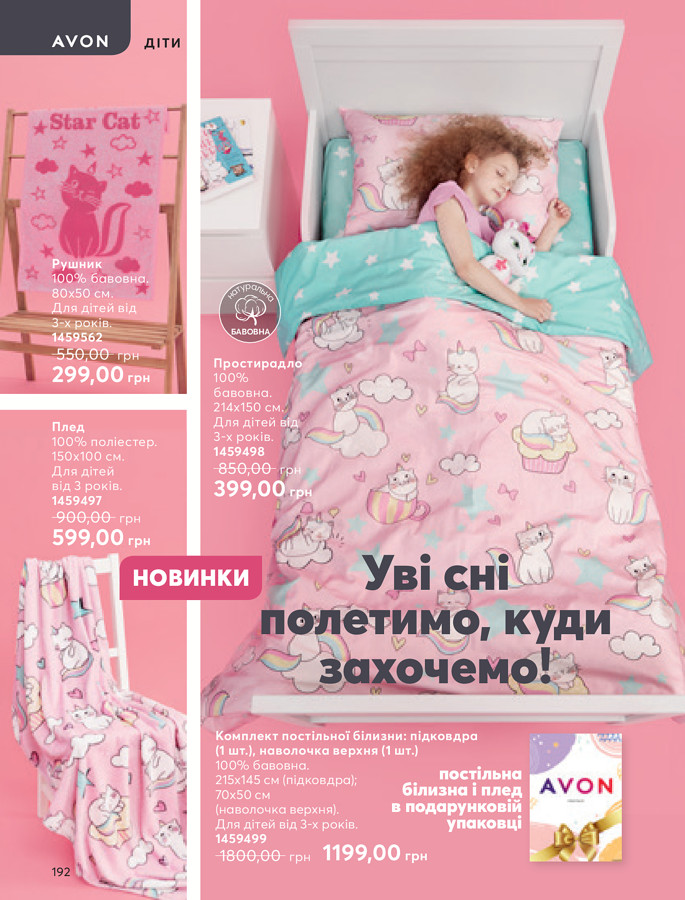 AVON
ДІТИ
Star Cat
Рушник
100% бавовна.
80х50 см.
Для дітей від
3-х років.
1459562
550,00 грн
299,00 грн
натуральна
БАВОВНА
Простирадло
100%
бавовна.
214х150 см.
Для дітей від
3-х років.
1459498
850,00 грн
399,00 грн
Плед
100% поліестер.
150х100 см.
Для дітей
від 3 років.
1459497
900,00 грн
599,00 грн
НОВИНКИ
Уві сні
полетимо, куди
захочемо!
Комплект постільної білизни: підковдра
(1 шт.), наволочка верхня (1 шт.)
100% бавовна.
215х145 см (підковдра);
70х50 см
(наволочка верхня).
Для дітей від 3-х років.
1459499
1800,00 грн 1199,00 грн
постільна
білизна і плед
в подарунковій
упаковці
AVON
192